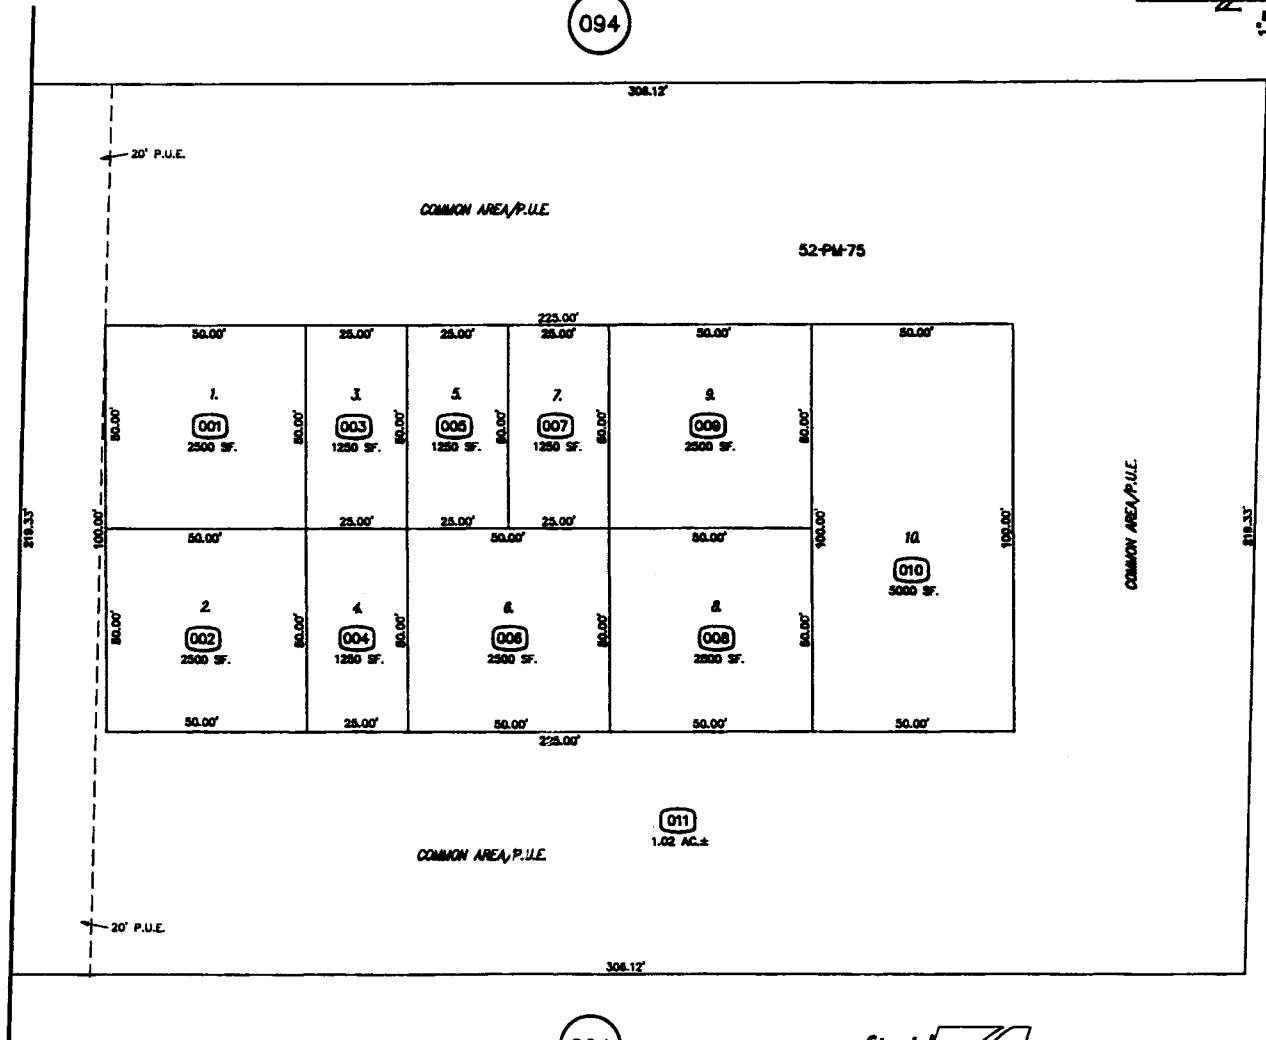 094
306.12'
20' P.U.E.
COMMON AREA/P.U.E.
52-PM-75
225.00'
50.00' 25.00' 25.00' 25.00' 50.00' 50.00'
1. 3. 5. 7. 9.
50.00' 001 50.00' 003 50.00' 005 50.00' 007 50.00' 009 50.00'
2500 SF. 1250 SF. 1250 SF. 1250 SF. 2500 SF.
25.00' 25.00' 25.00'
219.33' 100.00' 100.00' 100.00' COMMON AREA/P.U.E. 219.33'
50.00' 50.00' 50.00'
10.
010
5000 SF.
2. 4. 6. 8.
50.00' 002 50.00' 004 50.00' 006 50.00' 008 50.00'
2500 SF. 1250 SF. 2500 SF. 2500 SF.
50.00' 25.00' 50.00' 50.00' 50.00'
225.00'
011
1.02 AC.±
COMMON AREA/P.U.E.
20' P.U.E.
306.12'